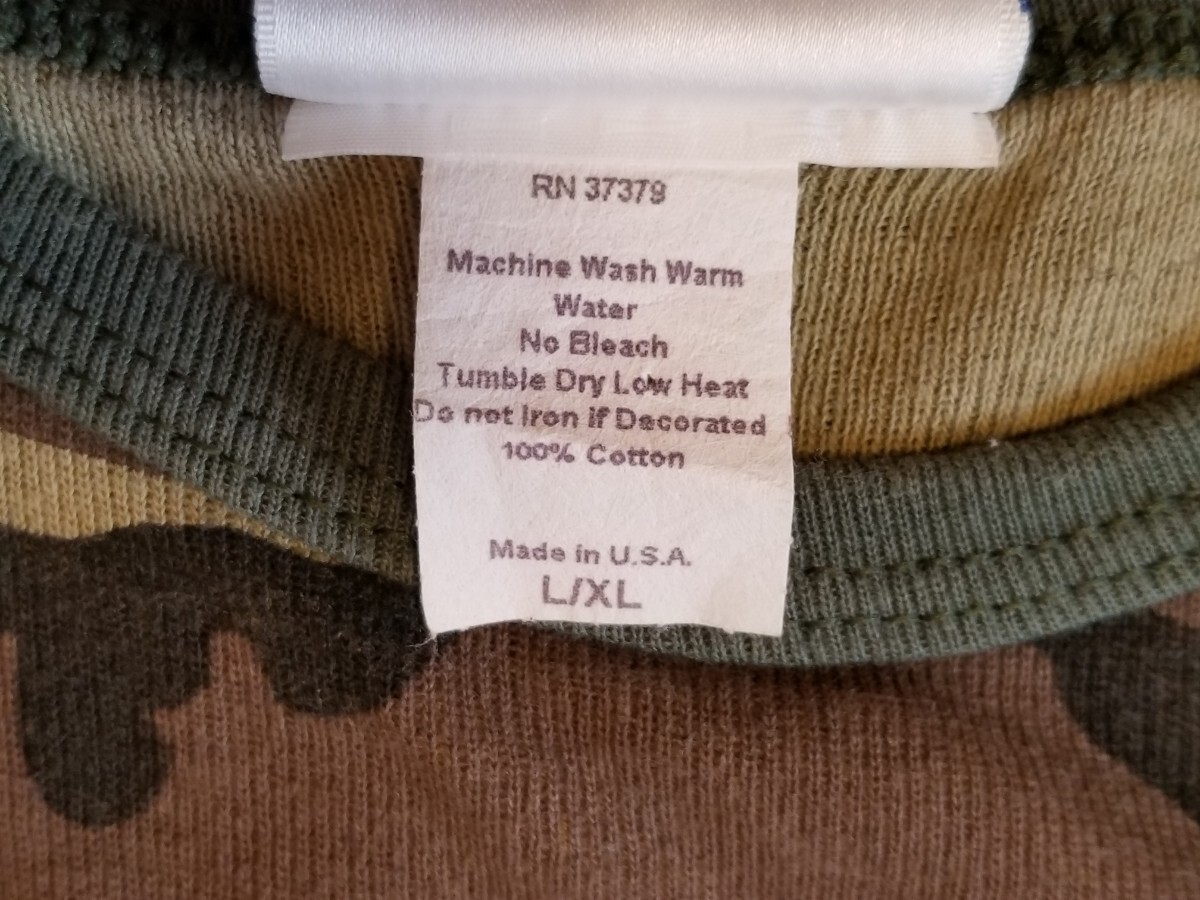 RN 37379
Machine Wash Warm
Water
No Bleach
Tumble Dry Low Heat
Do not Iron if Decorated
100% Cotton
Made in U.S.A.
L/XL